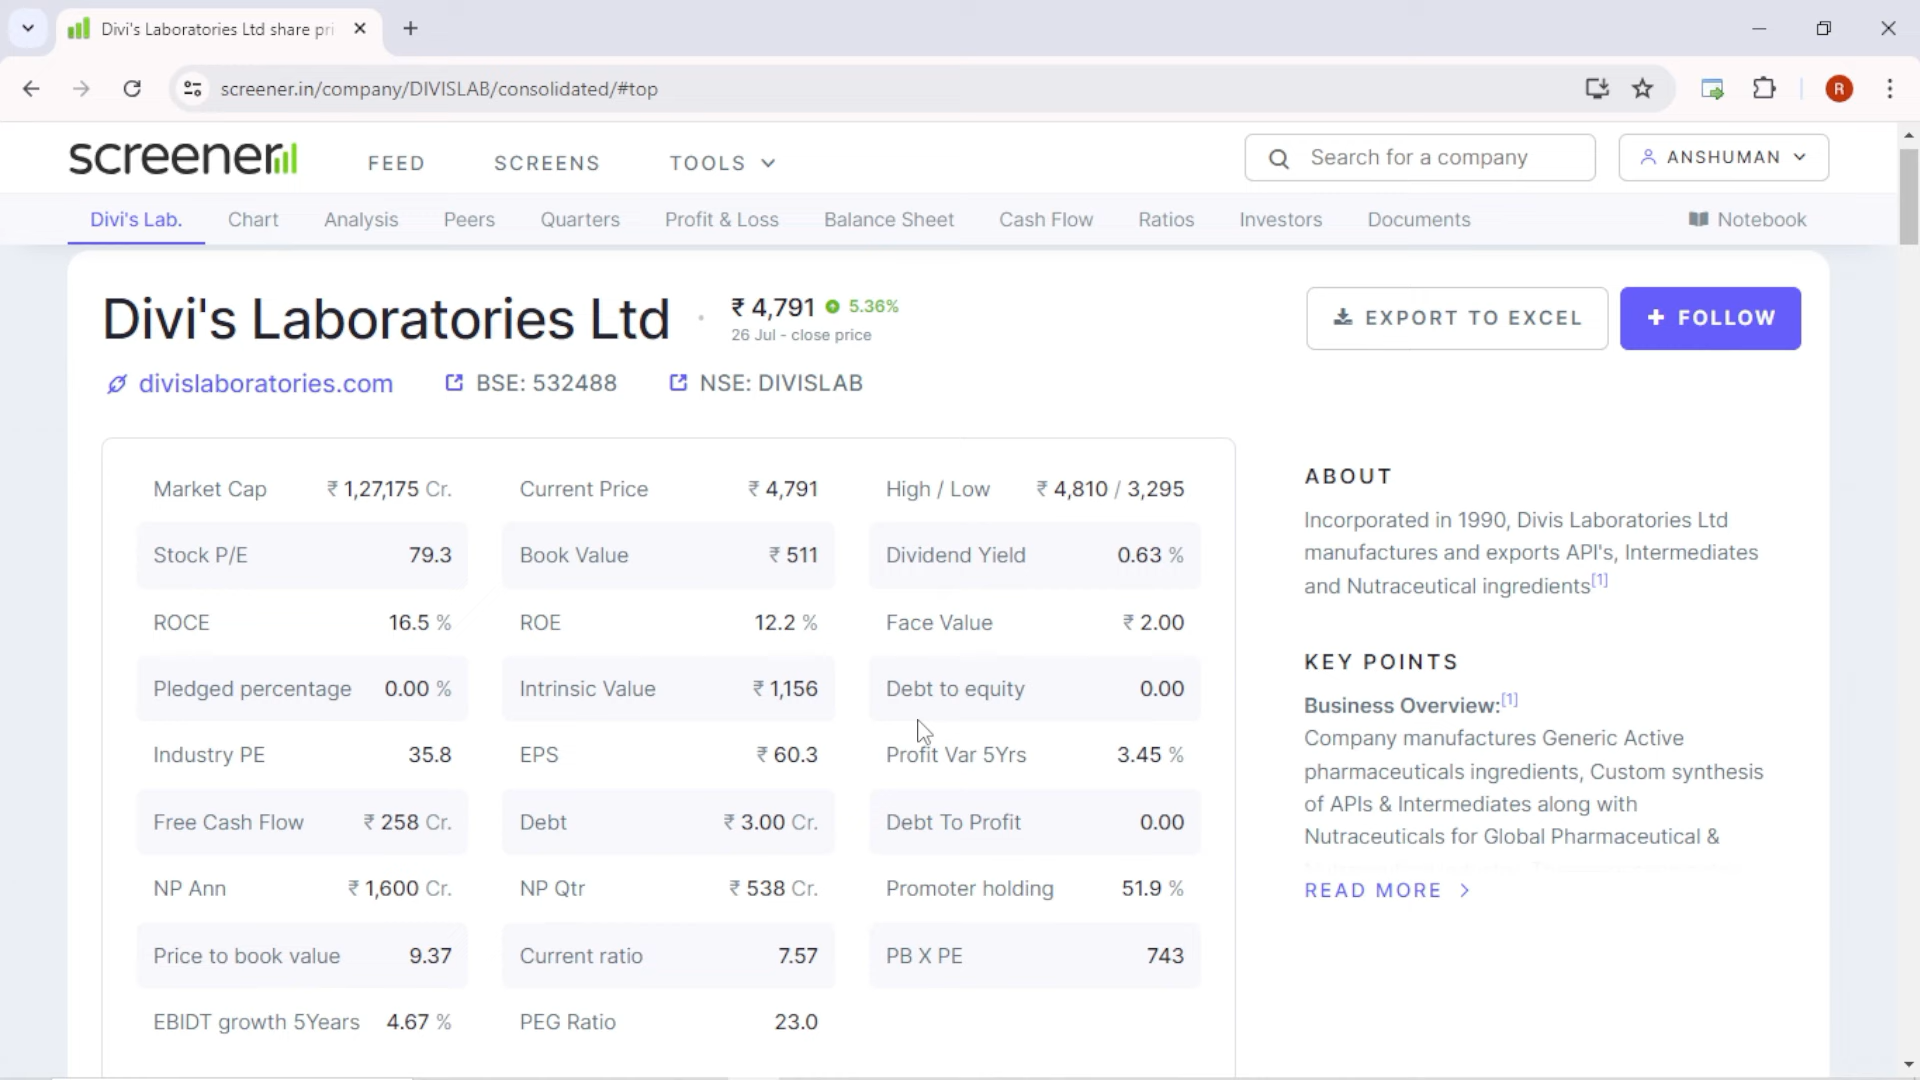 Divi's Laboratories Ltd share pri
screener.in/company/DIVISLAB/consolidated/#top
R
screener
FEED
SCREENS
TOOLS
Search for a company
ANSHUMAN
Divi's Lab.
Chart
Analysis
Peers
Quarters
Profit & Loss
Balance Sheet
Cash Flow
Ratios
Investors
Documents
Notebook
Divi's Laboratories Ltd
₹ 4,791 5.36%
26 Jul - close price
EXPORT TO EXCEL
+ FOLLOW
divislaboratories.com
BSE: 532488
NSE: DIVISLAB
Market Cap ₹ 1,27,175 Cr.
Current Price ₹ 4,791
High / Low ₹ 4,810 / 3,295
Stock P/E 79.3
Book Value ₹ 511
Dividend Yield 0.63 %
ROCE 16.5 %
ROE 12.2 %
Face Value ₹ 2.00
Pledged percentage 0.00 %
Intrinsic Value ₹ 1,156
Debt to equity 0.00
Industry PE 35.8
EPS ₹ 60.3
Profit Var 5Yrs 3.45 %
Free Cash Flow ₹ 258 Cr.
Debt ₹ 3.00 Cr.
Debt To Profit 0.00
NP Ann ₹ 1,600 Cr.
NP Qtr ₹ 538 Cr.
Promoter holding 51.9 %
Price to book value 9.37
Current ratio 7.57
PB X PE 743
EBIDT growth 5Years 4.67 %
PEG Ratio 23.0
ABOUT
Incorporated in 1990, Divis Laboratories Ltd
manufactures and exports API's, Intermediates
and Nutraceutical ingredients[1]
KEY POINTS
Business Overview:[1]
Company manufactures Generic Active
pharmaceuticals ingredients, Custom synthesis
of APIs & Intermediates along with
Nutraceuticals for Global Pharmaceutical &
READ MORE